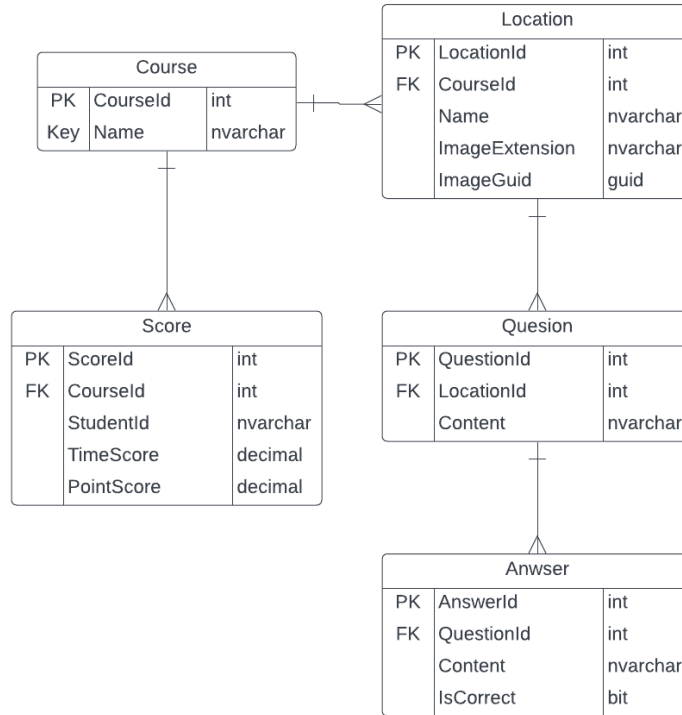 Course
PK CourseId int
Key Name nvarchar
Location
PK LocationId int
FK CourseId int
Name nvarchar
ImageExtension nvarchar
ImageGuid guid
Score
PK ScoreId int
FK CourseId int
StudentId nvarchar
TimeScore decimal
PointScore decimal
Quesion
PK QuestionId int
FK LocationId int
Content nvarchar
Anwser
PK AnswerId int
FK QuestionId int
Content nvarchar
IsCorrect bit